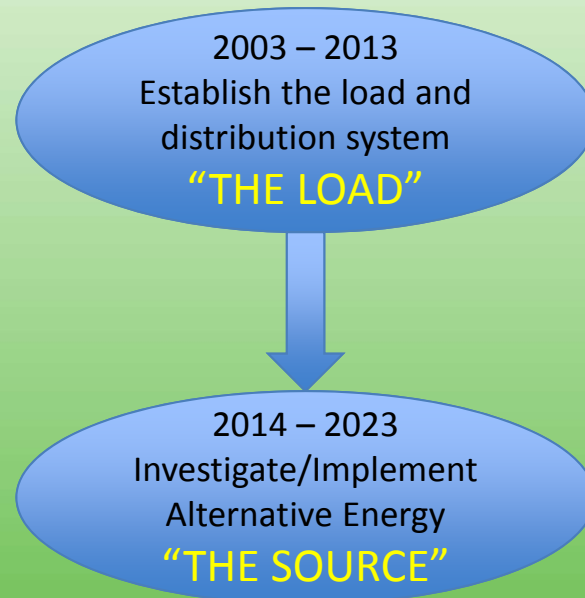 2003 – 2013
Establish the load and
distribution system
“THE LOAD”
2014 – 2023
Investigate/Implement
Alternative Energy
“THE SOURCE”